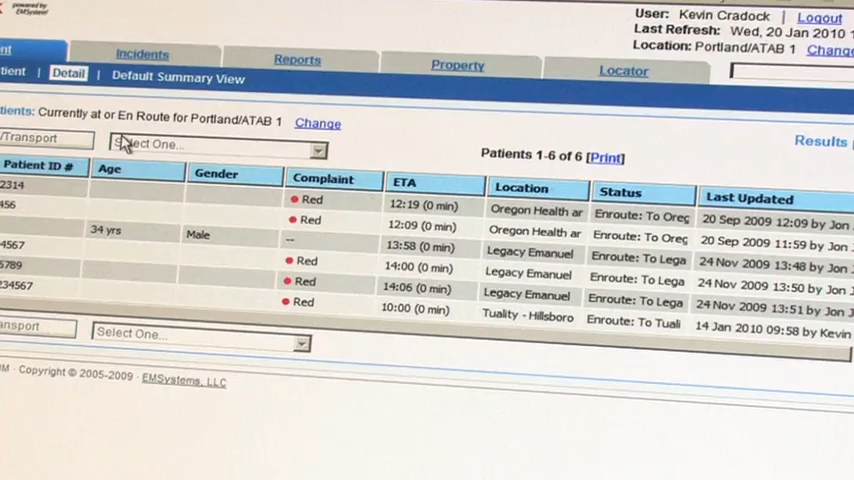 powered by
EMSystem
User: Kevin Cradock | Logout
Last Refresh: Wed, 20 Jan 2010 1
Location: Portland/ATAB 1 Change
nt Incidents Reports Property Locator
tient | Detail | Default Summary View
tients: Currently at or En Route for Portland/ATAB 1 Change
/Transport Select One... Patients 1-6 of 6 [Print] Results
Patient ID # Age Gender Complaint ETA Location Status Last Updated
2314 Red 12:19 (0 min) Oregon Health ar Enroute: To Oreg 20 Sep 2009 12:09 by Jon
456 Red 12:09 (0 min) Oregon Health ar Enroute: To Oreg 20 Sep 2009 11:59 by Jon
34 yrs Male -- 13:58 (0 min) Legacy Emanuel Enroute: To Lega 24 Nov 2009 13:48 by Jon J
4567 Red 14:00 (0 min) Legacy Emanuel Enroute: To Lega 24 Nov 2009 13:50 by Jon J
6789 Red 14:06 (0 min) Legacy Emanuel Enroute: To Lega 24 Nov 2009 13:51 by Jon J
234567 Red 10:00 (0 min) Tuality - Hillsboro Enroute: To Tuali 14 Jan 2010 09:58 by Kevin
ansport Select One...
OM · Copyright © 2005-2009 · EMSystems, LLC